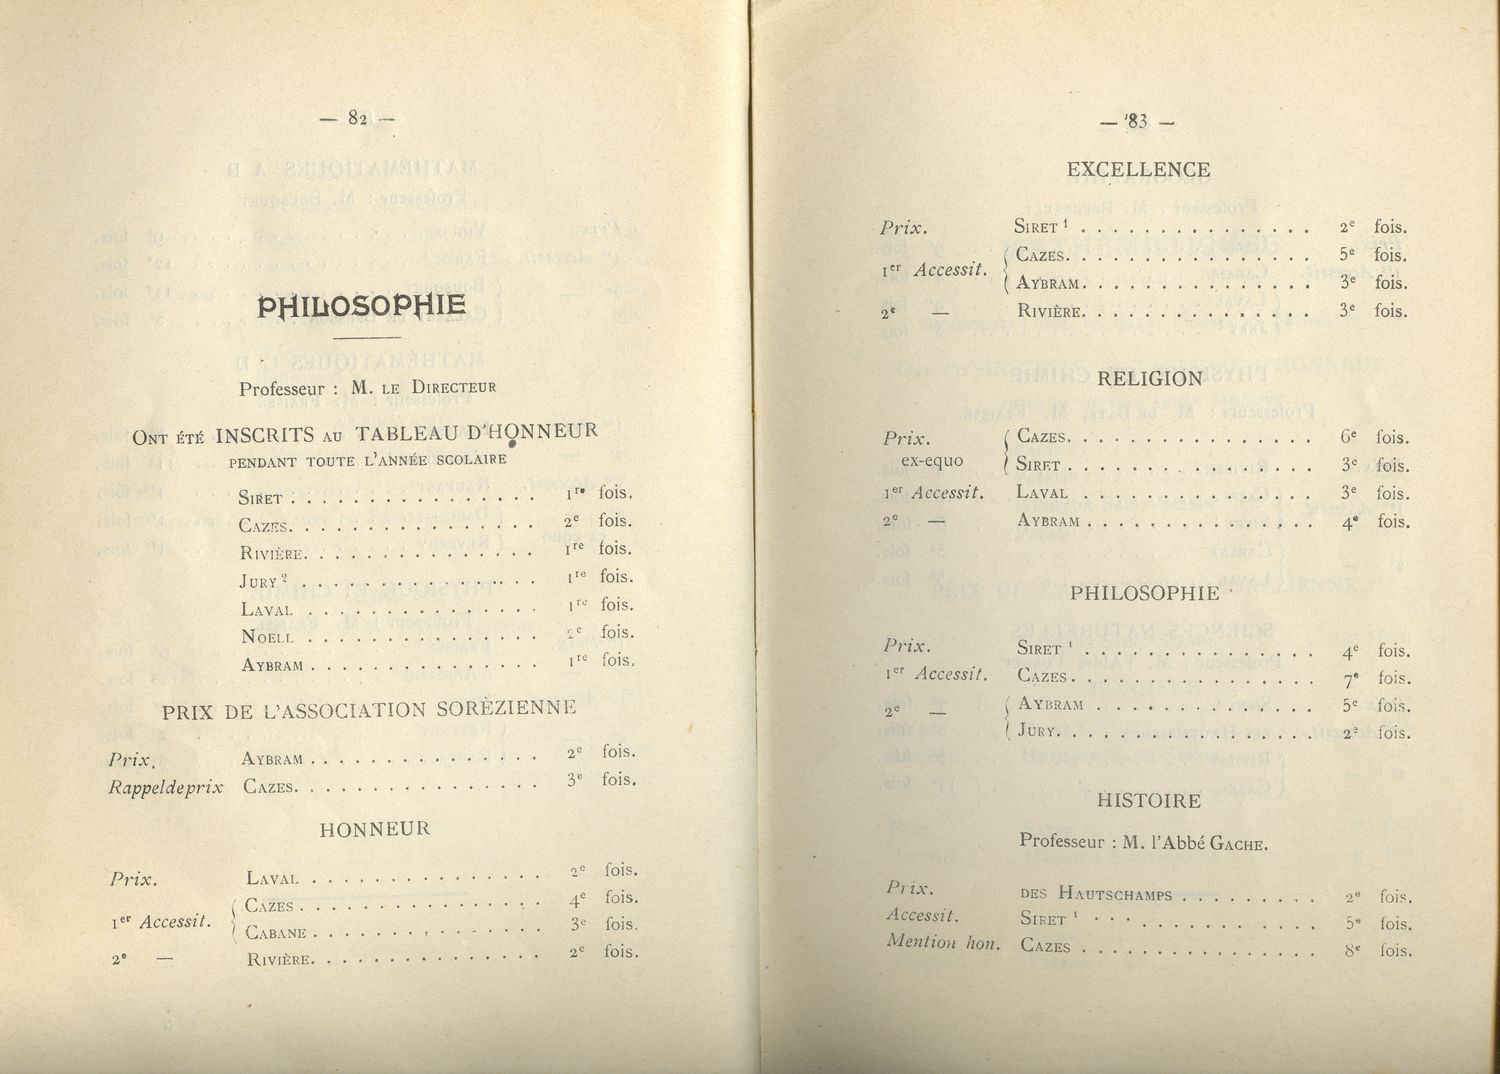 — 82 —
PHILOSOPHIE
Professeur : M. LE DIRECTEUR
ONT ÉTÉ INSCRITS AU TABLEAU D'HONNEUR
PENDANT TOUTE L'ANNÉE SCOLAIRE
SIRET . . . . . . . . . . . . . . . 1re fois.
CAZES. . . . . . . . . . . . . . . 2e fois.
RIVIÈRE. . . . . . . . . . . . . . 1re fois.
JURY 2 . . . . . . . . . . . . . . 1re fois.
LAVAL . . . . . . . . . . . . . . 1re fois.
NOELL . . . . . . . . . . . . . . 2e fois.
AYBRAM . . . . . . . . . . . . . . 1re fois.
PRIX DE L'ASSOCIATION SORÈZIENNE
Prix. AYBRAM . . . . . . . . . . . . . . 2e fois.
Rappel de prix CAZES. . . . . . . . . . . . . . . 3e fois.
HONNEUR
Prix. LAVAL . . . . . . . . . . . . . . 2e fois.
CAZES . . . . . . . . . . . . . . . 4e fois.
1er Accessit.
CABANE . . . . . . . . . . . . . . 3e fois.
2e — RIVIÈRE. . . . . . . . . . . . . . 2e fois.
— 83 —
EXCELLENCE
Prix. SIRET 1 . . . . . . . . . . . . . . 2e fois.
CAZES. . . . . . . . . . . . . . . 5e fois.
1er Accessit.
AYBRAM. . . . . . . . . . . . . . 3e fois.
2e — RIVIÈRE. . . . . . . . . . . . . . 3e fois.
RELIGION
Prix. CAZES. . . . . . . . . . . . . . . 6e fois.
ex-equo SIRET . . . . . . . . . . . . . . . 3e fois.
1er Accessit. LAVAL . . . . . . . . . . . . . . 3e fois.
2e — AYBRAM . . . . . . . . . . . . . . 4e fois.
PHILOSOPHIE
Prix. SIRET 1 . . . . . . . . . . . . . . 4e fois.
1er Accessit. CAZES . . . . . . . . . . . . . . . 7e fois.
2e — AYBRAM . . . . . . . . . . . . . . 5e fois.
JURY. . . . . . . . . . . . . . . 2e fois.
HISTOIRE
Professeur : M. l'Abbé GACHE.
Prix. DES HAUTSCHAMPS . . . . . . . . . 2e fois.
Accessit. SIRET 1 . . . . . . . . . . . . . . 5e fois.
Mention hon. CAZES . . . . . . . . . . . . . . . 8e fois.